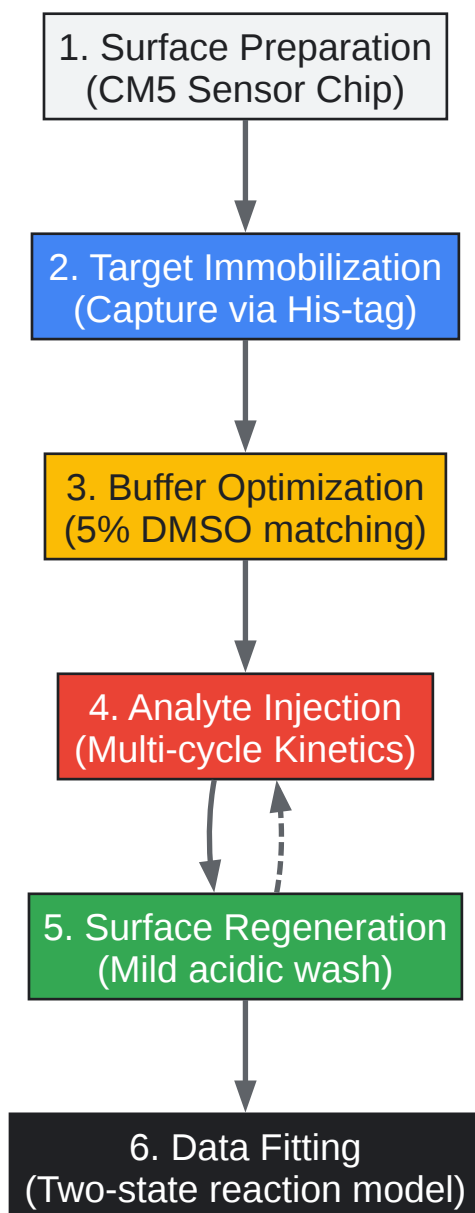 1. Surface Preparation
(CM5 Sensor Chip)
2. Target Immobilization
(Capture via His-tag)
3. Buffer Optimization
(5% DMSO matching)
4. Analyte Injection
(Multi-cycle Kinetics)
5. Surface Regeneration
(Mild acidic wash)
6. Data Fitting
(Two-state reaction model)